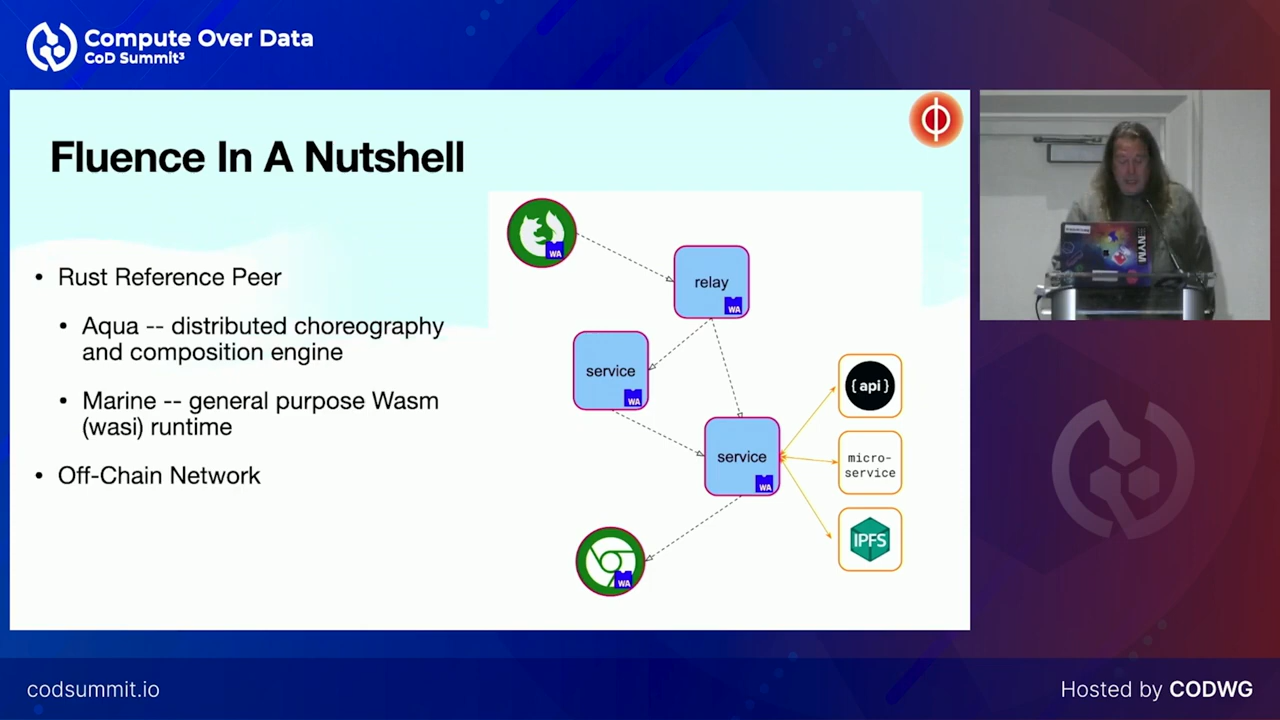 Compute Over Data
CoD Summit³
Fluence In A Nutshell
• Rust Reference Peer
• Aqua -- distributed choreography
and composition engine
• Marine -- general purpose Wasm
(wasi) runtime
• Off-Chain Network
WA
relay
WA
service
WA
service
WA
WA
{api}
micro-
service
IPFS
NYM
codsummit.io
Hosted by CODWG